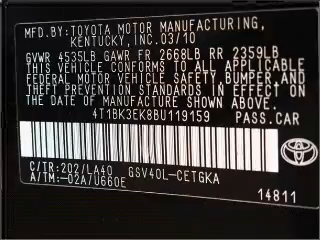 MFD.BY:TOYOTA MOTOR MANUFACTURING,
KENTUCKY,INC.03/10
GVWR 4535LB GAWR FR 2668LB RR 2359LB
THIS VEHICLE CONFORMS TO ALL APPLICABLE
FEDERAL MOTOR VEHICLE SAFETY,BUMPER,AND
THEFT PREVENTION STANDARDS IN EFFECT ON
THE DATE OF MANUFACTURE SHOWN ABOVE.
4T1BK3EK8BU119159 PASS.CAR
C/TR:202/LA40 GSV40L-CETGKA
A/TM:-02A/U660E
14811